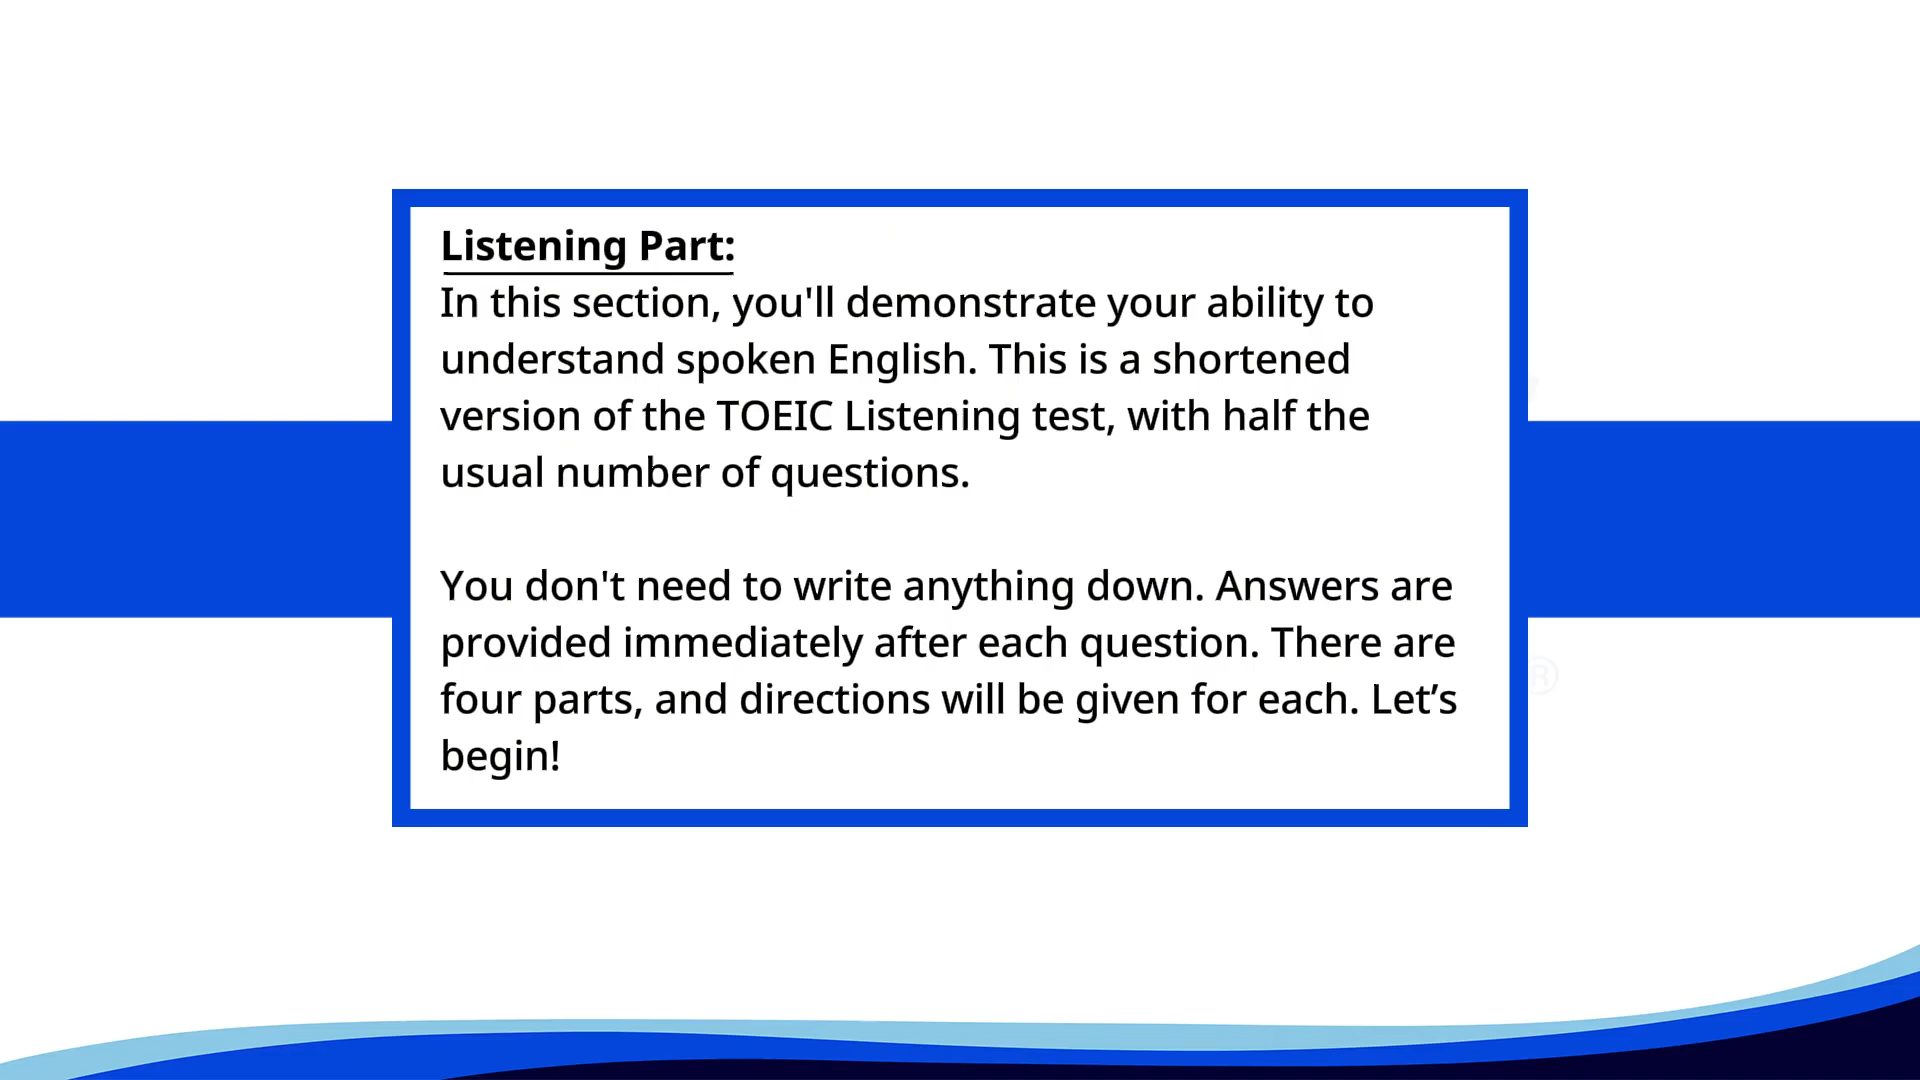 Listening Part:
In this section, you'll demonstrate your ability to
understand spoken English. This is a shortened
version of the TOEIC Listening test, with half the
usual number of questions.
You don't need to write anything down. Answers are
provided immediately after each question. There are
four parts, and directions will be given for each. Let’s
begin!
®